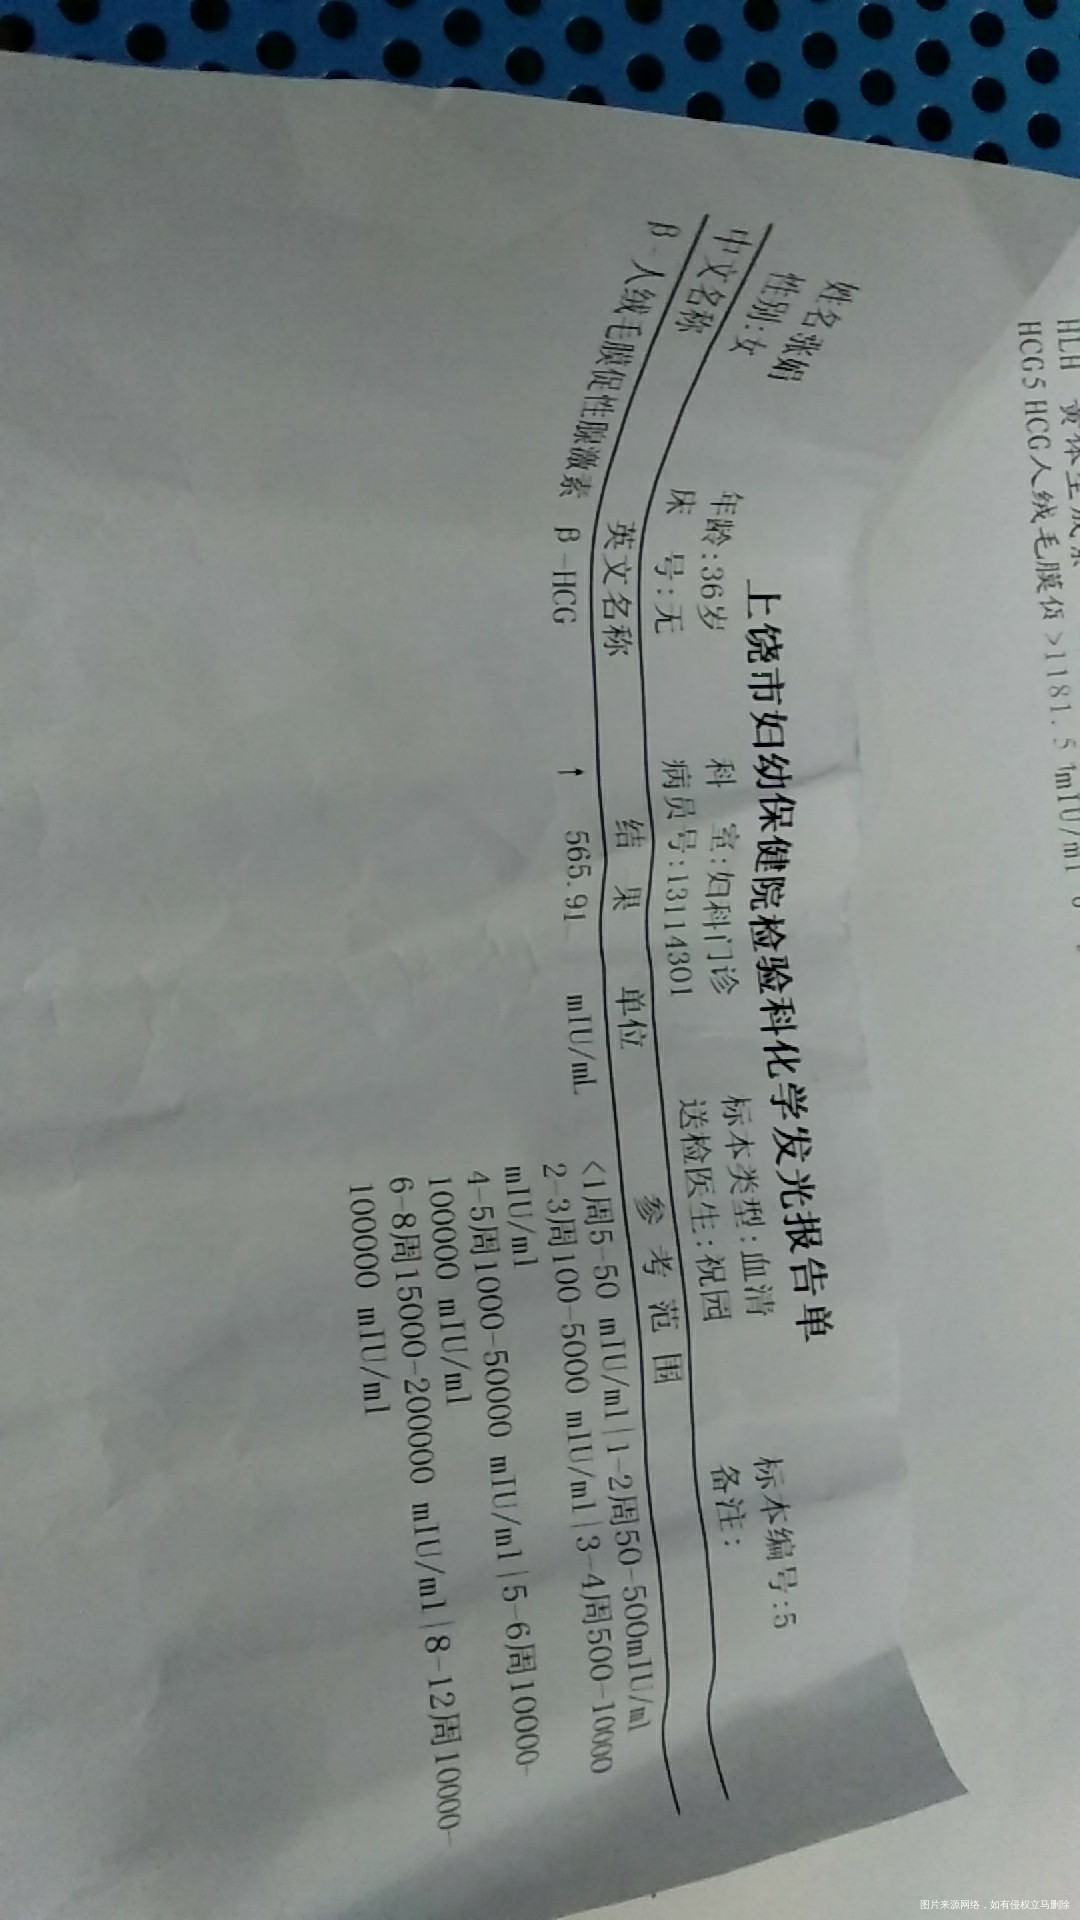 HLH 黄体生成素
HCG5 HCG人绒毛膜 >1181.5↑mIU/ml 0
上饶市妇幼保健院检验科化学发光报告单
姓名张娟 年龄:36岁 科 室:妇科门诊 标本类型:血清 标本编号:5
性别:女 床 号:无 病员号:13114301 送检医生:祝园 备注:
中文名称 英文名称 结 果 单位 参 考 范 围
β-人绒毛膜促性腺激素 β-HCG ↑ 565.91 mIU/mL <1周5-50 mIU/ml|1-2周50-500mIU/ml
2-3周100-5000 mIU/ml|3-4周500-10000
mIU/ml
4-5周1000-50000 mIU/ml|5-6周10000-
100000 mIU/ml
6-8周15000-200000 mIU/ml|8-12周10000-
100000 mIU/ml
图片来源网络，如有侵权立马删除